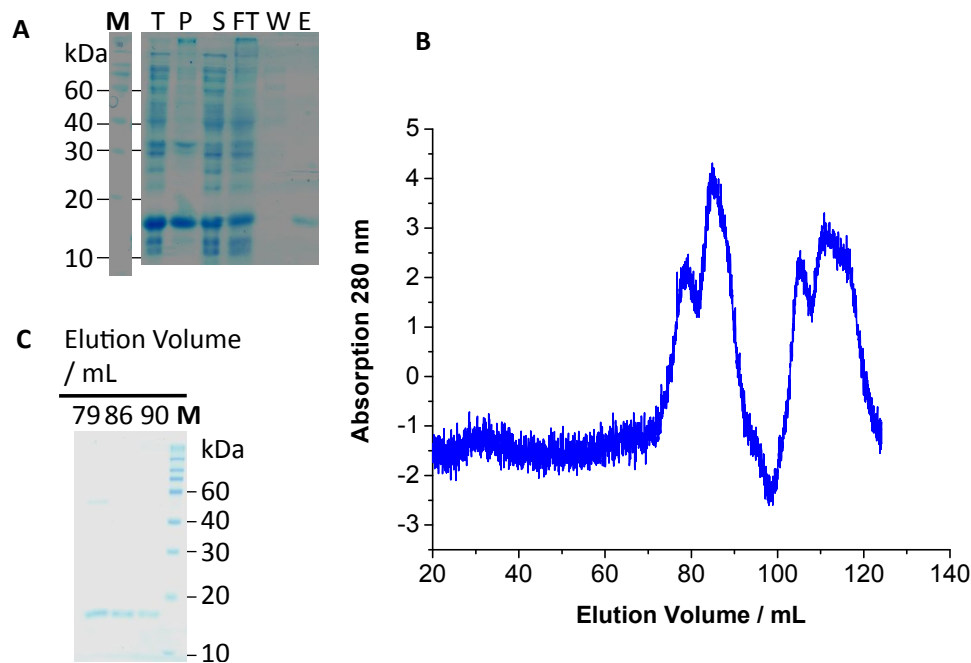 A
M T P S FT W E
kDa
60
40
30
20
10
B
5
4
3
2
1
0
-1
-2
-3
Absorption 280 nm
20 40 60 80 100 120 140
Elution Volume / mL
C Elution Volume
/ mL
79 86 90 M
kDa
60
40
30
20
10